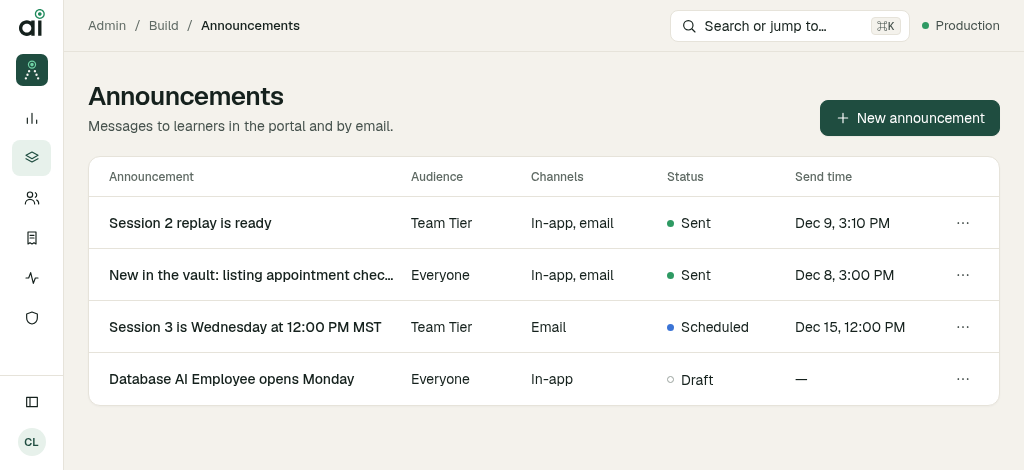 ai
Admin / Build / Announcements
Search or jump to…
⌘K
Production
Announcements
Messages to learners in the portal and by email.
+ New announcement
Announcement Audience Channels Status Send time
Session 2 replay is ready Team Tier In-app, email Sent Dec 9, 3:10 PM ···
New in the vault: listing appointment chec… Everyone In-app, email Sent Dec 8, 3:00 PM ···
Session 3 is Wednesday at 12:00 PM MST Team Tier Email Scheduled Dec 15, 12:00 PM ···
Database AI Employee opens Monday Everyone In-app Draft — ···
CL